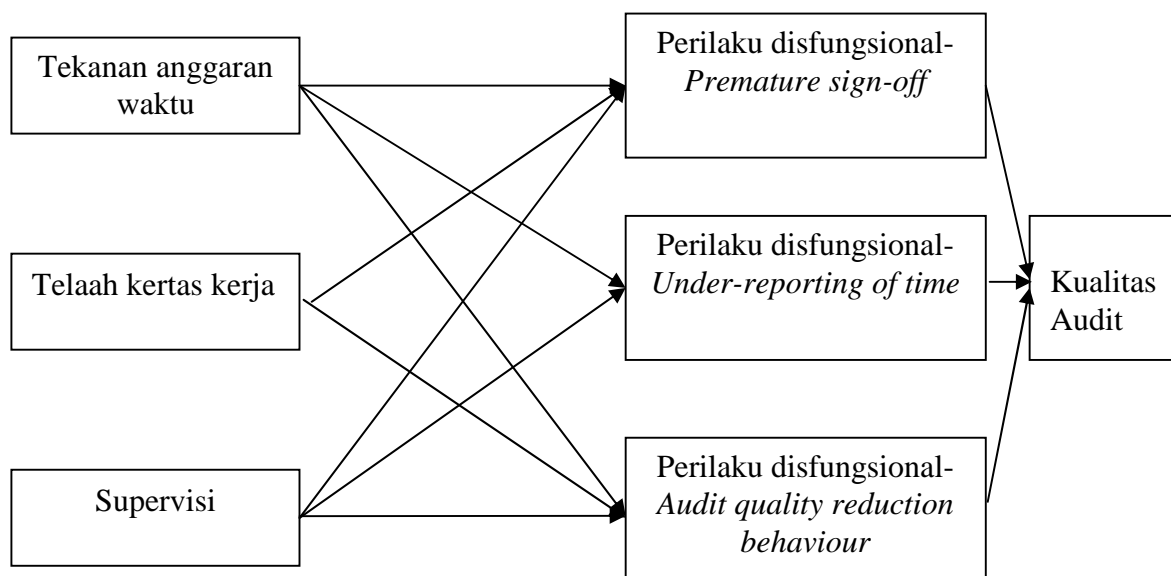 Tekanan anggaran
waktu
Telaah kertas kerja
Supervisi
Perilaku disfungsional-
Premature sign-off
Perilaku disfungsional-
Under-reporting of time
Perilaku disfungsional-
Audit quality reduction
behaviour
Kualitas
Audit